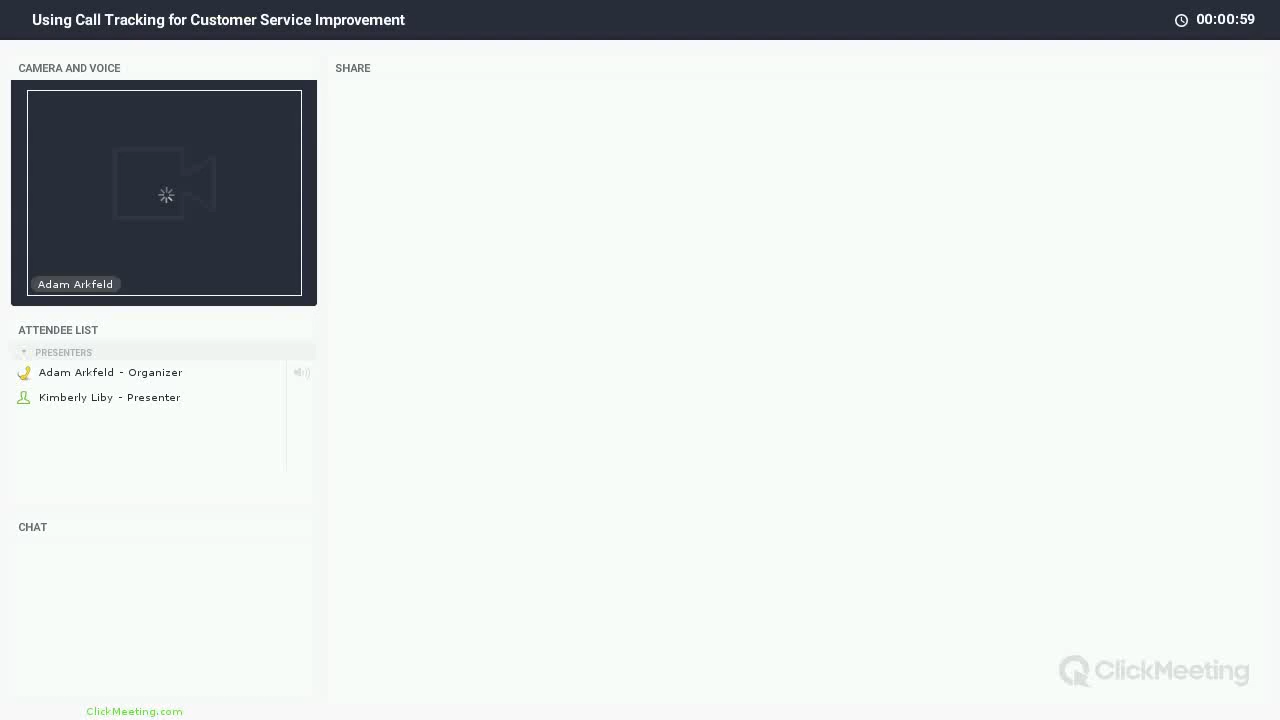 Using Call Tracking for Customer Service Improvement
00:00:59
CAMERA AND VOICE
SHARE
Adam Arkfeld
ATTENDEE LIST
PRESENTERS
Adam Arkfeld - Organizer
Kimberly Liby - Presenter
CHAT
ClickMeeting
ClickMeeting.com